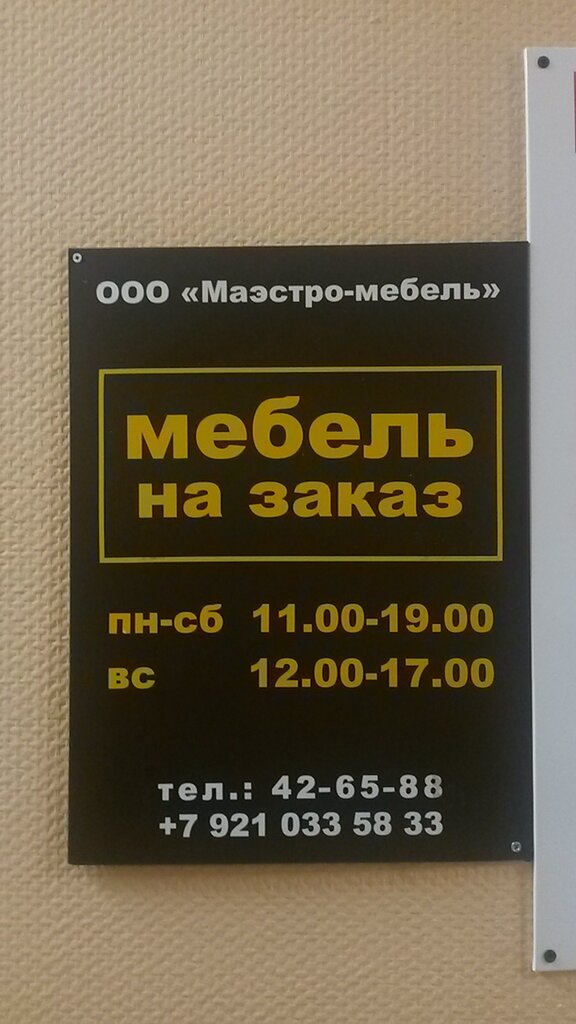 ООО «Маэстро-мебель»
мебель
на заказ
пн-сб 11.00-19.00
вс 12.00-17.00
тел.: 42-65-88
+7 921 033 58 33